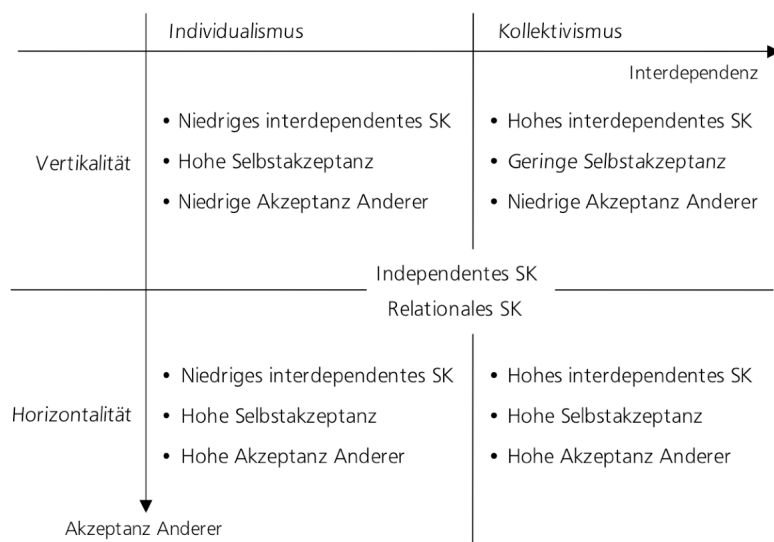 Individualismus
Kollektivismus
Interdependenz
Vertikalität
• Niedriges interdependentes SK
• Hohe Selbstakzeptanz
• Niedrige Akzeptanz Anderer
• Hohes interdependentes SK
• Geringe Selbstakzeptanz
• Niedrige Akzeptanz Anderer
Independentes SK
Relationales SK
Horizontalität
• Niedriges interdependentes SK
• Hohe Selbstakzeptanz
• Hohe Akzeptanz Anderer
• Hohes interdependentes SK
• Hohe Selbstakzeptanz
• Hohe Akzeptanz Anderer
Akzeptanz Anderer